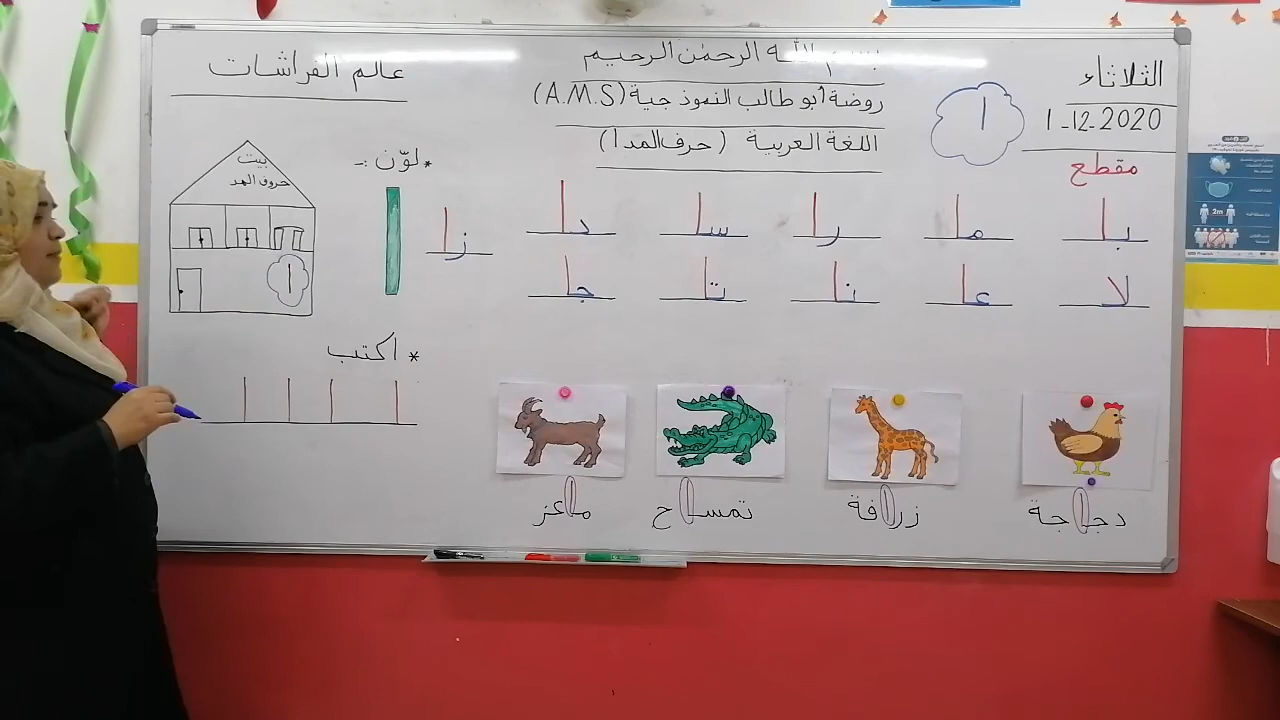 بسم الله الرحمن الرحيم
الثلاثاء
1-12-2020
عالم الفراشات
روضة أبو طالب النموذجية (A.M.S)
اللغة العربية (حرف المد ا)
ا
مقطع
با ما را سا دا زا
لا عا نا تا جا
* لوّن :-
ا
بيت
حروف المد
ا
* اكتب
ا ا ا ا
دجاجة زرافة تمساح ماعز
2m